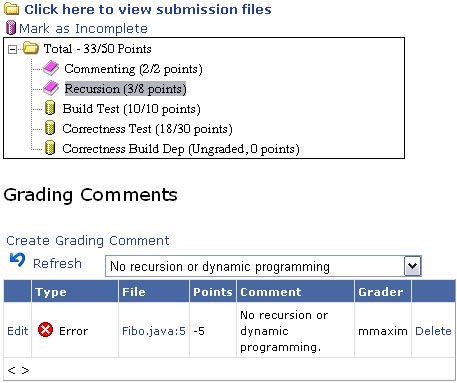 Click here to view submission files
Mark as Incomplete
Total - 33/50 Points
Commenting (2/2 points)
Recursion (3/8 points)
Build Test (10/10 points)
Correctness Test (18/30 points)
Correctness Build Dep (Ungraded, 0 points)
Grading Comments
Create Grading Comment
Refresh No recursion or dynamic programming
Type File Points Comment Grader
Edit Error Fibo.java:5 -5 No recursion or dynamic programming. mmaxim Delete
< >